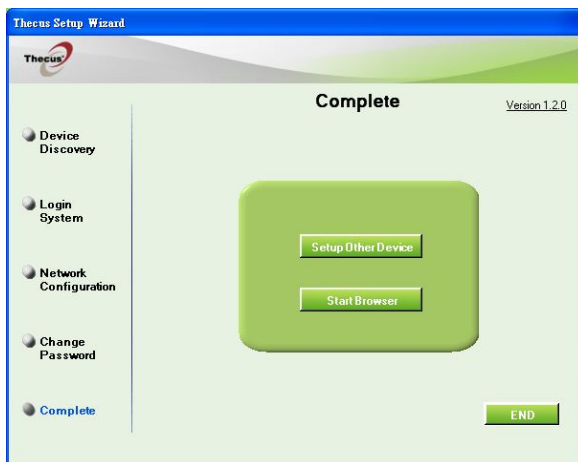 Thecus Setup Wizard
Thecus
Complete
Version 1.2.0
Device
Discovery
Login
System
Network
Configuration
Change
Password
Complete
Setup Other Device
Start Browser
END